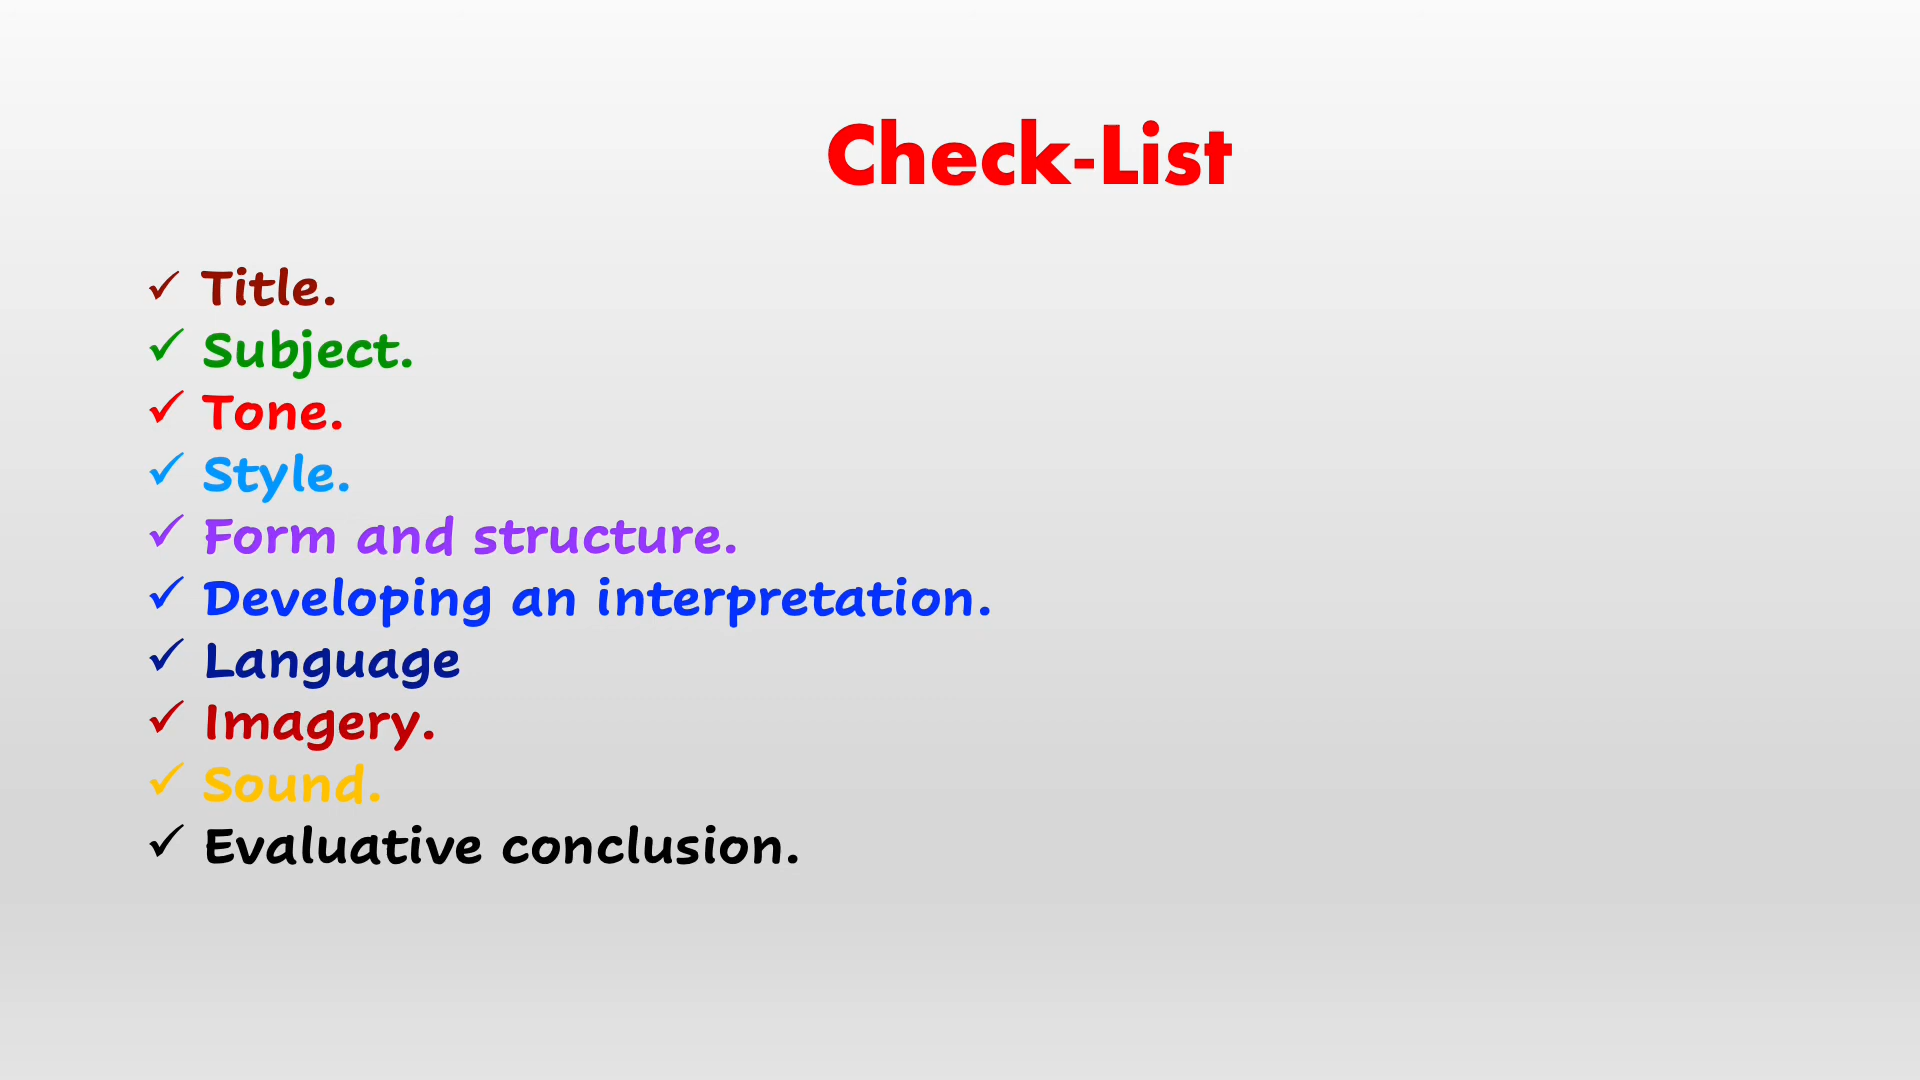 Check-List
✓ Title.
✓ Subject.
✓ Tone.
✓ Style.
✓ Form and structure.
✓ Developing an interpretation.
✓ Language
✓ Imagery.
✓ Sound.
✓ Evaluative conclusion.